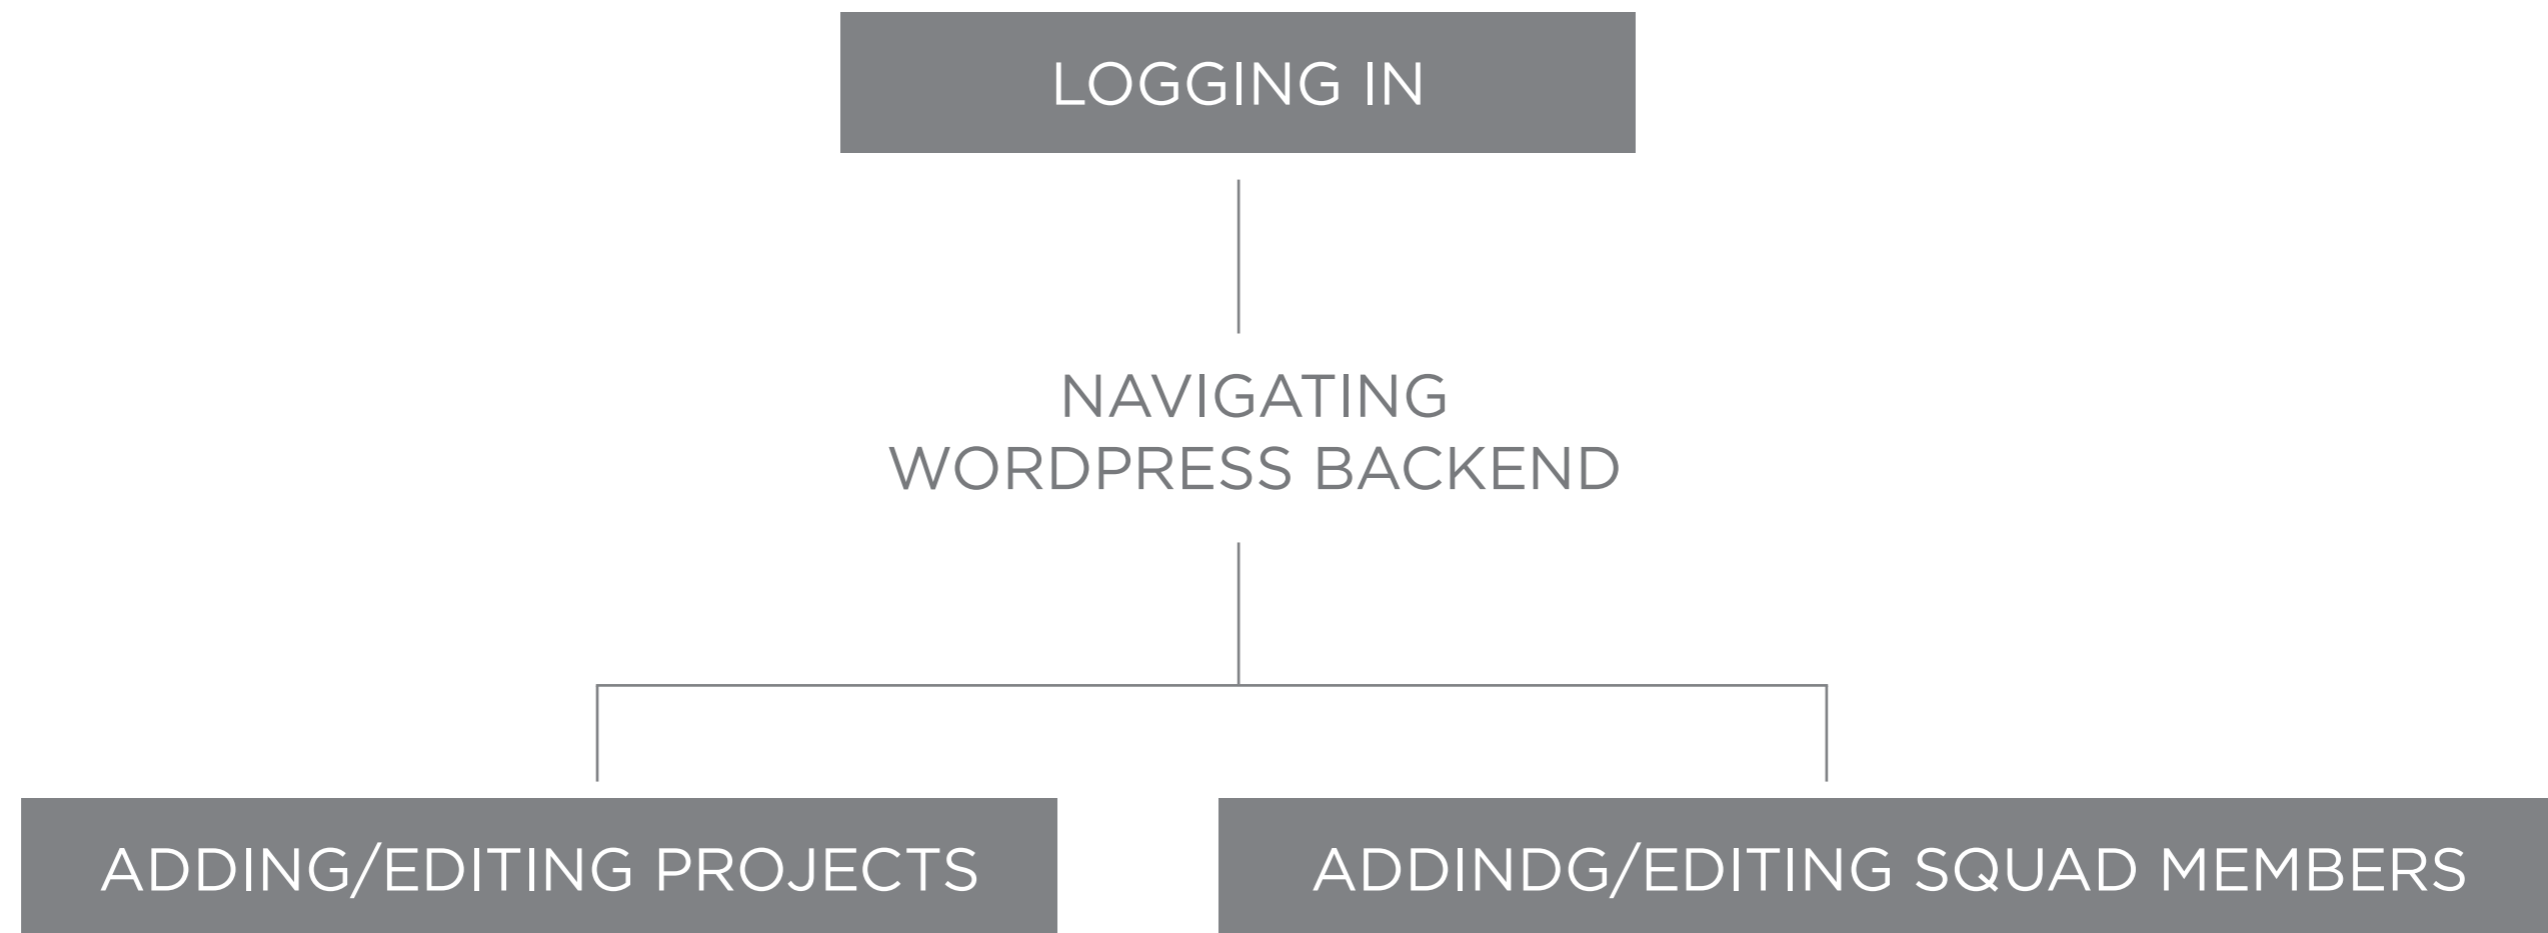 LOGGING IN
NAVIGATING
WORDPRESS BACKEND
ADDING/EDITING PROJECTS
ADDINDG/EDITING SQUAD MEMBERS